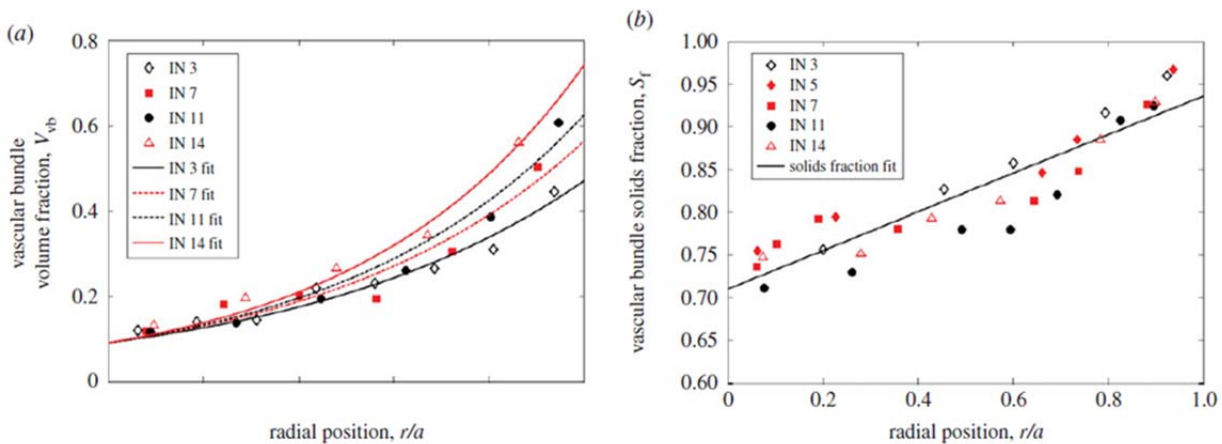 (a)
0.8
0.6
0.4
0.2
0
vascular bundle
volume fraction, Vvb
IN 3
IN 7
IN 11
IN 14
IN 3 fit
IN 7 fit
IN 11 fit
IN 14 fit
radial position, r/a
(b)
1.00
0.95
0.90
0.85
0.80
0.75
0.70
0.65
0.60
vascular bundle solids fraction, Sf
IN 3
IN 5
IN 7
IN 11
IN 14
solids fraction fit
0 0.2 0.4 0.6 0.8 1.0
radial position, r/a